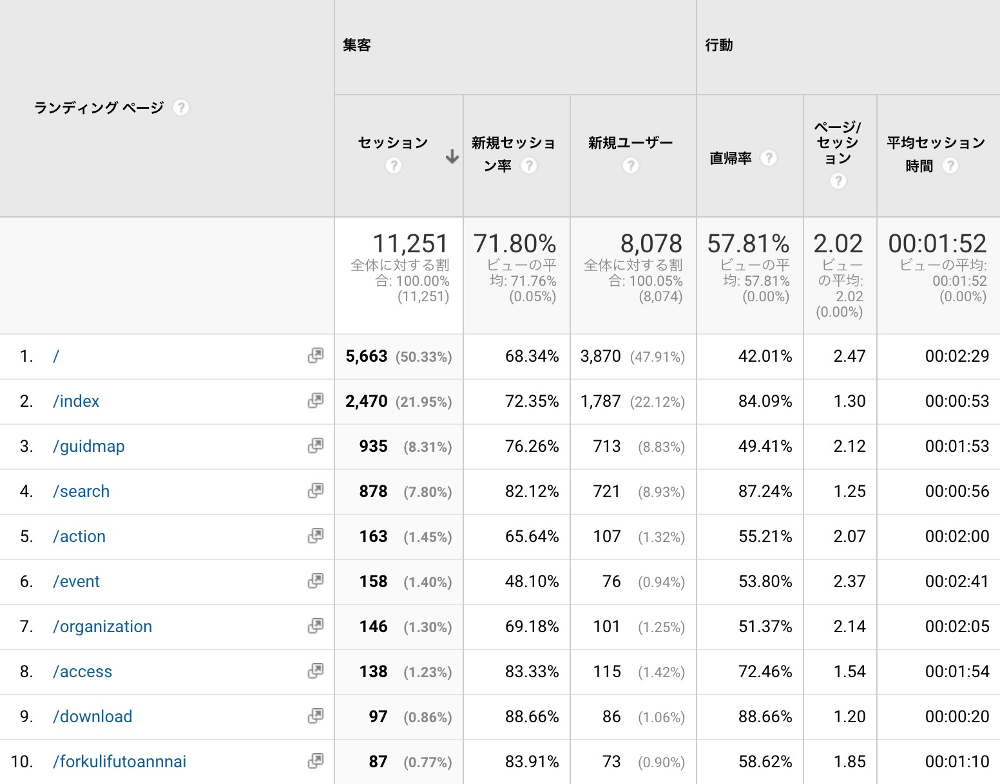 集客
行動
ランディング ページ ?
セッション
?
新規セッショ
ン率 ?
新規ユーザー
?
直帰率 ?
ページ/
セッシ
ョン
?
平均セッション
時間 ?
11,251
全体に対する割
合: 100.00%
(11,251)
71.80%
ビューの平
均: 71.76%
(0.05%)
8,078
全体に対する割
合: 100.05%
(8,074)
57.81%
ビューの平
均: 57.81%
(0.00%)
2.02
ビュー
の平均:
2.02
(0.00%)
00:01:52
ビューの平均:
00:01:52
(0.00%)
1. / 5,663 (50.33%) 68.34% 3,870 (47.91%) 42.01% 2.47 00:02:29
2. /index 2,470 (21.95%) 72.35% 1,787 (22.12%) 84.09% 1.30 00:00:53
3. /guidmap 935 (8.31%) 76.26% 713 (8.83%) 49.41% 2.12 00:01:53
4. /search 878 (7.80%) 82.12% 721 (8.93%) 87.24% 1.25 00:00:56
5. /action 163 (1.45%) 65.64% 107 (1.32%) 55.21% 2.07 00:02:00
6. /event 158 (1.40%) 48.10% 76 (0.94%) 53.80% 2.37 00:02:41
7. /organization 146 (1.30%) 69.18% 101 (1.25%) 51.37% 2.14 00:02:05
8. /access 138 (1.23%) 83.33% 115 (1.42%) 72.46% 1.54 00:01:54
9. /download 97 (0.86%) 88.66% 86 (1.06%) 88.66% 1.20 00:00:20
10. /forkulifutoannnai 87 (0.77%) 83.91% 73 (0.90%) 58.62% 1.85 00:01:10